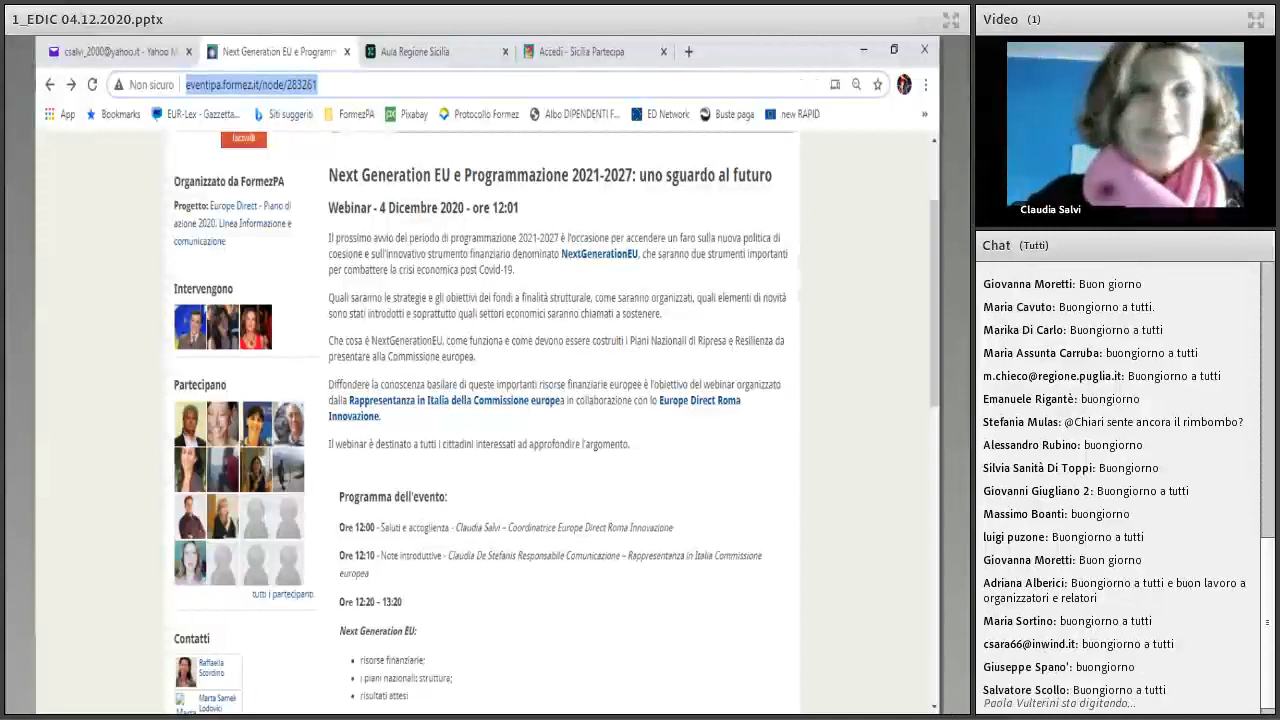 1_EDIC 04.12.2020.pptx
csalvi_2000@yahoo.it - Yahoo M
Next Generation EU e Programm
Aula Regione Sicilia
Accedi - Sicilia Partecipa
Non sicuro
eventipa.formez.it/node/283261
App
Bookmarks
EUR-Lex - Gazzetta...
Siti suggeriti
FormezPA
Pixabay
Protocollo Formez
Albo DIPENDENTI F...
ED Network
Buste paga
new RAPID
»
Iscriviti
Organizzato da FormezPA
Progetto: Europe Direct - Piano di
azione 2020. Linea Informazione e
comunicazione
Intervengono
Partecipano
tutti i partecipanti
Contatti
Raffaella
Scordino
Marta Samek
Lodovici
Next Generation EU e Programmazione 2021-2027: uno sguardo al futuro
Webinar - 4 Dicembre 2020 - ore 12:01
Il prossimo avvio del periodo di programmazione 2021-2027 è l'occasione per accendere un faro sulla nuova politica di
coesione e sull'innovativo strumento finanziario denominato NextGenerationEU, che saranno due strumenti importanti
per combattere la crisi economica post Covid-19.
Quali saranno le strategie e gli obiettivi dei fondi a finalità strutturale, come saranno organizzati, quali elementi di novità
sono stati introdotti e soprattutto quali settori economici saranno chiamati a sostenere.
Che cosa è NextGenerationEU, come funziona e come devono essere costruiti i Piani Nazionali di Ripresa e Resilienza da
presentare alla Commissione europea.
Diffondere la conoscenza basilare di queste importanti risorse finanziarie europee è l'obiettivo del webinar organizzato
dalla Rappresentanza in Italia della Commissione europea in collaborazione con lo Europe Direct Roma
Innovazione.
Il webinar è destinato a tutti i cittadini interessati ad approfondire l'argomento.
Programma dell'evento:
Ore 12:00 - Saluti e accoglienza - Claudia Salvi – Coordinatrice Europe Direct Roma Innovazione
Ore 12:10 - Note introduttive - Claudia De Stefanis Responsabile Comunicazione – Rappresentanza in Italia Commissione
europea
Ore 12:20 – 13:20
Next Generation EU:
risorse finanziarie;
i piani nazionali: struttura;
risultati attesi
Video (1)
Claudia Salvi
Chat (Tutti)
Giovanna Moretti: Buon giorno
Maria Cavuto: Buongiorno a tutti.
Marika Di Carlo: Buongiorno a tutti
Maria Assunta Carruba: buongiorno a tutti
m.chieco@regione.puglia.it: Buongiorno a tutti
Emanuele Rigantè: buongiorno
Stefania Mulas: @Chiari sente ancora il rimbombo?
Alessandro Rubino: buongiorno
Silvia Sanità Di Toppi: Buongiorno
Giovanni Giugliano 2: Buongiorno a tutti
Massimo Boanti: buongiorno
luigi puzone: Buongiorno a tutti
Giovanna Moretti: Buon giorno
Adriana Alberici: Buongiorno a tutti e buon lavoro a
organizzatori e relatori
Maria Sortino: buongiorno a tutti
csara66@inwind.it: buongiorno a tutti
Giuseppe Spano': buongiorno
Salvatore Scollo: Buongiorno a tutti
Paola Vulterini sta digitando...